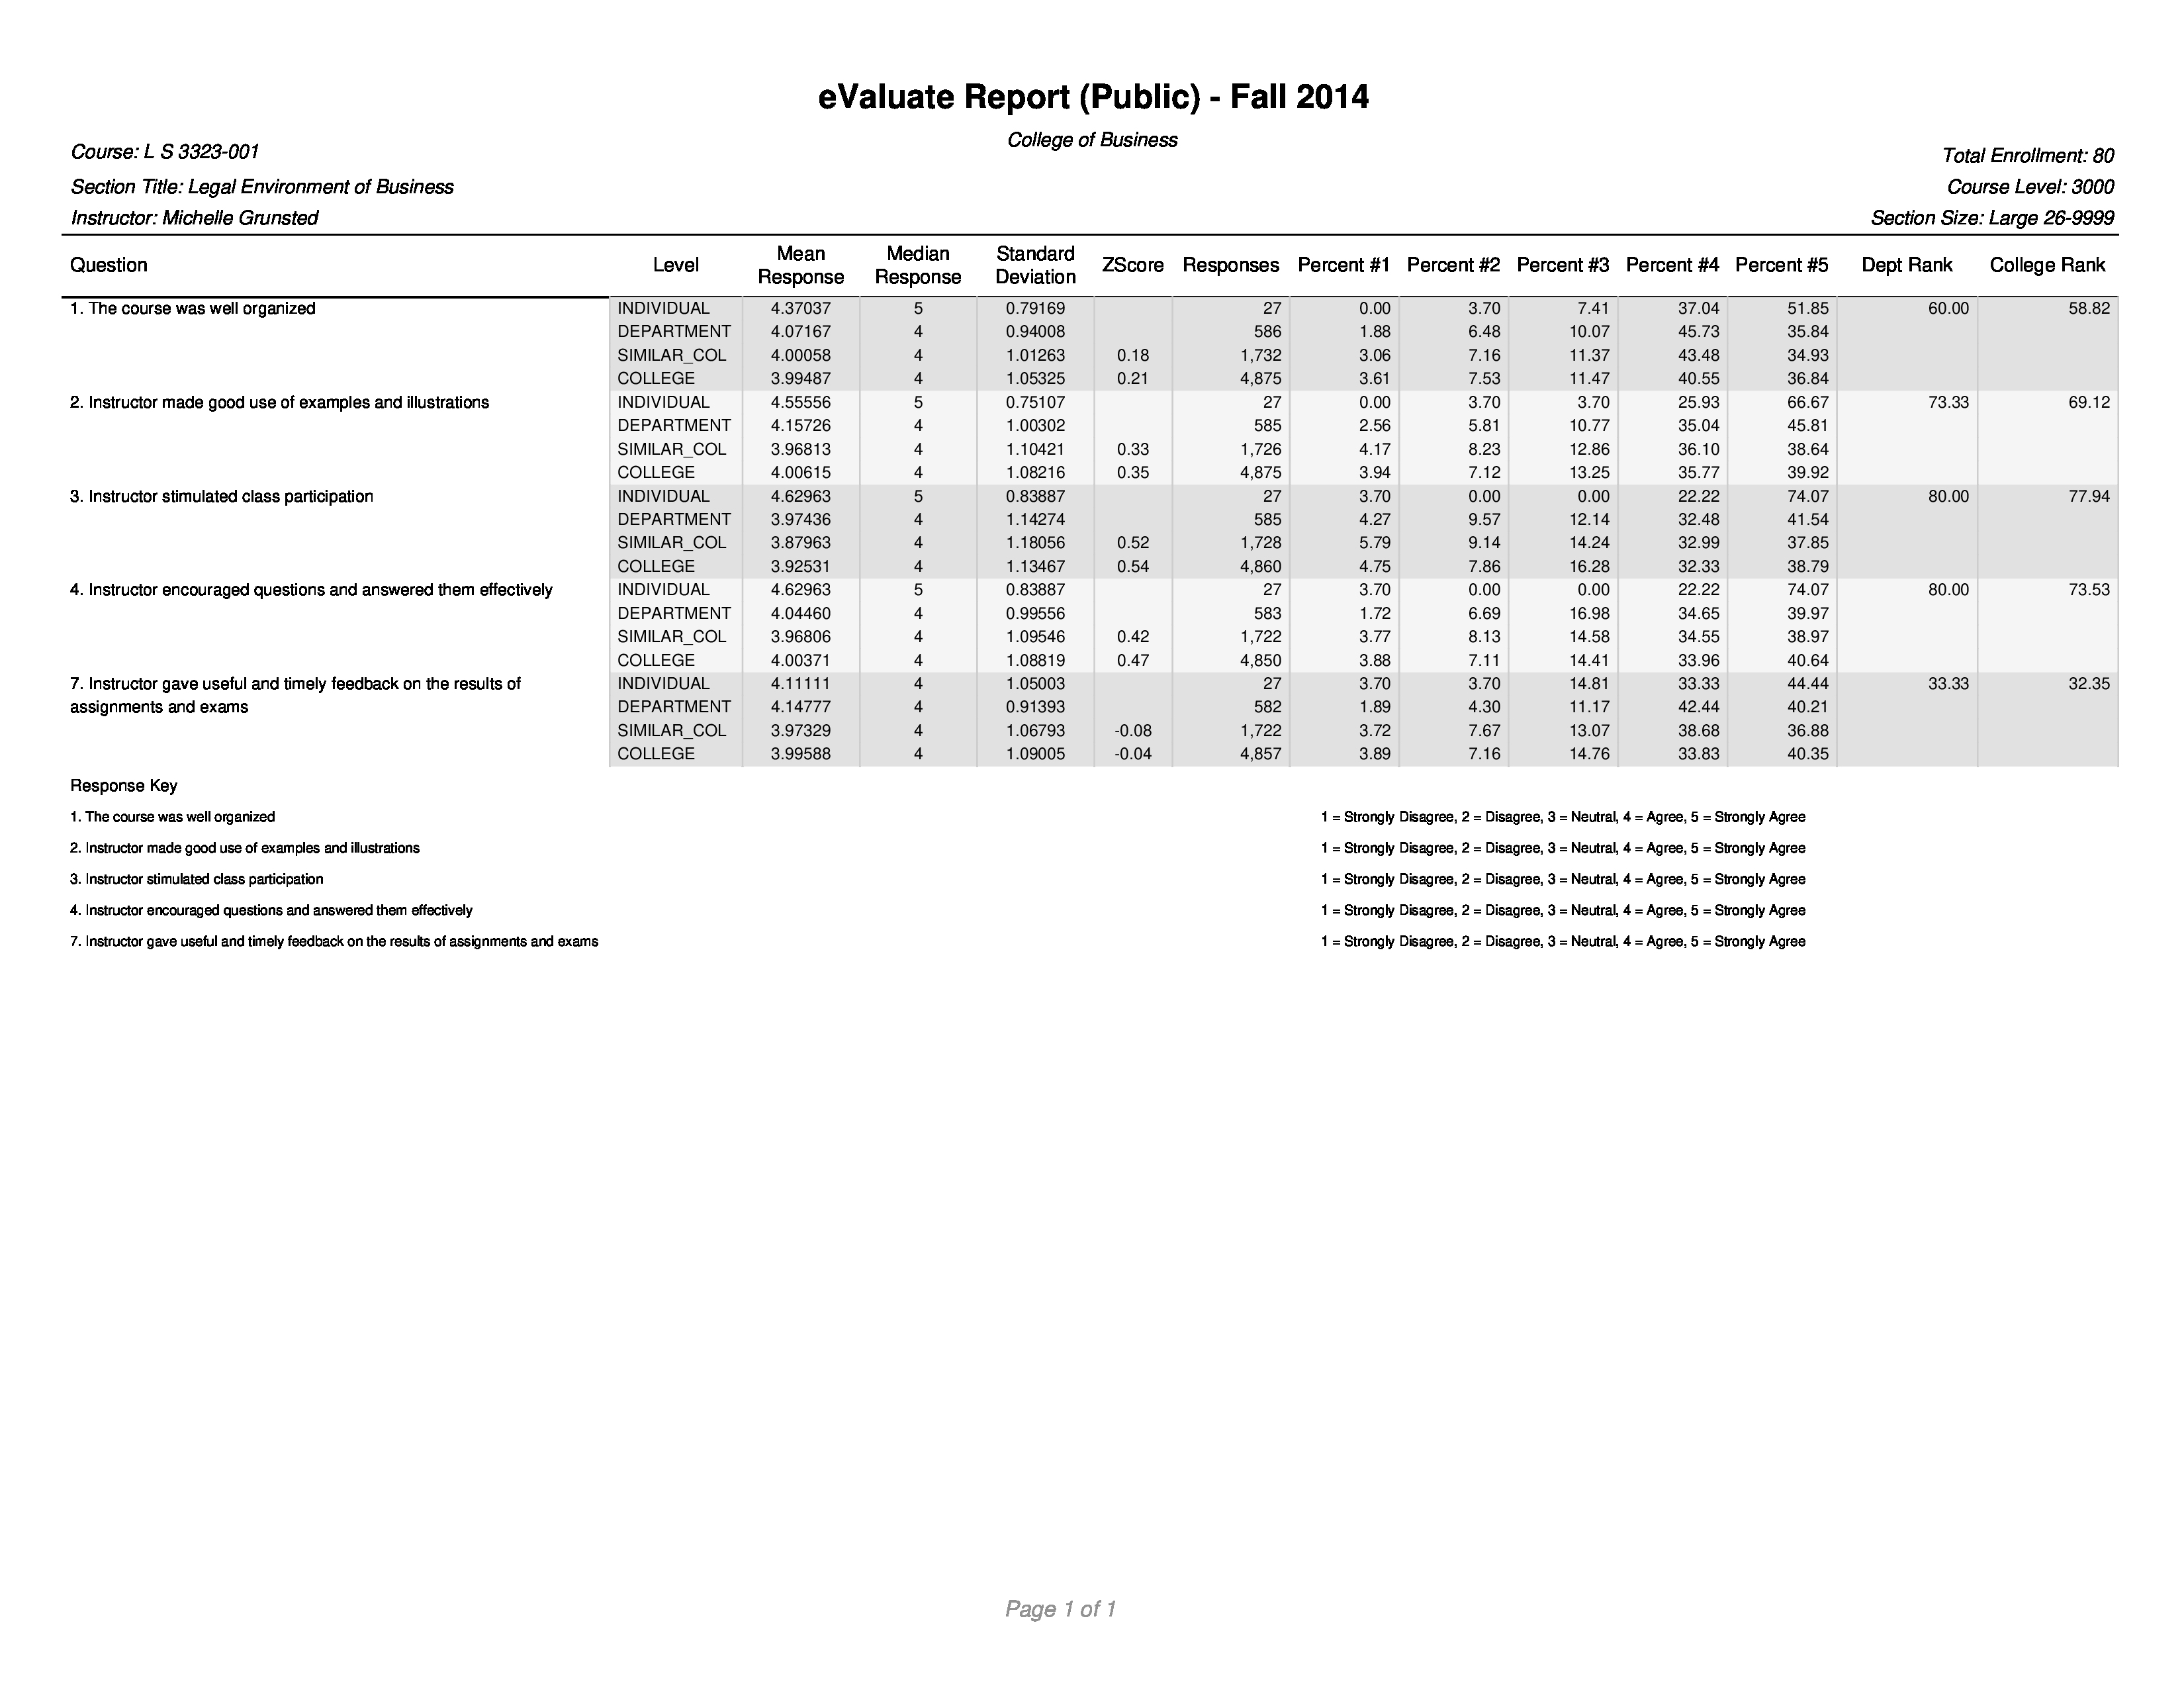 eValuate Report (Public) - Fall 2014
College of Business
Course: L S 3323-001
Total Enrollment: 80
Section Title: Legal Environment of Business
Course Level: 3000
Instructor: Michelle Grunsted
Section Size: Large 26-9999
Question Level Mean Response Median Response Standard Deviation ZScore Responses Percent #1 Percent #2 Percent #3 Percent #4 Percent #5 Dept Rank College Rank
1. The course was well organized INDIVIDUAL 4.37037 5 0.79169 27 0.00 3.70 7.41 37.04 51.85 60.00 58.82
DEPARTMENT 4.07167 4 0.94008 586 1.88 6.48 10.07 45.73 35.84
SIMILAR_COL 4.00058 4 1.01263 0.18 1,732 3.06 7.16 11.37 43.48 34.93
COLLEGE 3.99487 4 1.05325 0.21 4,875 3.61 7.53 11.47 40.55 36.84
2. Instructor made good use of examples and illustrations INDIVIDUAL 4.55556 5 0.75107 27 0.00 3.70 3.70 25.93 66.67 73.33 69.12
DEPARTMENT 4.15726 4 1.00302 585 2.56 5.81 10.77 35.04 45.81
SIMILAR_COL 3.96813 4 1.10421 0.33 1,726 4.17 8.23 12.86 36.10 38.64
COLLEGE 4.00615 4 1.08216 0.35 4,875 3.94 7.12 13.25 35.77 39.92
3. Instructor stimulated class participation INDIVIDUAL 4.62963 5 0.83887 27 3.70 0.00 0.00 22.22 74.07 80.00 77.94
DEPARTMENT 3.97436 4 1.14274 585 4.27 9.57 12.14 32.48 41.54
SIMILAR_COL 3.87963 4 1.18056 0.52 1,728 5.79 9.14 14.24 32.99 37.85
COLLEGE 3.92531 4 1.13467 0.54 4,860 4.75 7.86 16.28 32.33 38.79
4. Instructor encouraged questions and answered them effectively INDIVIDUAL 4.62963 5 0.83887 27 3.70 0.00 0.00 22.22 74.07 80.00 73.53
DEPARTMENT 4.04460 4 0.99556 583 1.72 6.69 16.98 34.65 39.97
SIMILAR_COL 3.96806 4 1.09546 0.42 1,722 3.77 8.13 14.58 34.55 38.97
COLLEGE 4.00371 4 1.08819 0.47 4,850 3.88 7.11 14.41 33.96 40.64
7. Instructor gave useful and timely feedback on the results of INDIVIDUAL 4.11111 4 1.05003 27 3.70 3.70 14.81 33.33 44.44 33.33 32.35
assignments and exams DEPARTMENT 4.14777 4 0.91393 582 1.89 4.30 11.17 42.44 40.21
SIMILAR_COL 3.97329 4 1.06793 -0.08 1,722 3.72 7.67 13.07 38.68 36.88
COLLEGE 3.99588 4 1.09005 -0.04 4,857 3.89 7.16 14.76 33.83 40.35
Response Key
1. The course was well organized 1 = Strongly Disagree, 2 = Disagree, 3 = Neutral, 4 = Agree, 5 = Strongly Agree
2. Instructor made good use of examples and illustrations 1 = Strongly Disagree, 2 = Disagree, 3 = Neutral, 4 = Agree, 5 = Strongly Agree
3. Instructor stimulated class participation 1 = Strongly Disagree, 2 = Disagree, 3 = Neutral, 4 = Agree, 5 = Strongly Agree
4. Instructor encouraged questions and answered them effectively 1 = Strongly Disagree, 2 = Disagree, 3 = Neutral, 4 = Agree, 5 = Strongly Agree
7. Instructor gave useful and timely feedback on the results of assignments and exams 1 = Strongly Disagree, 2 = Disagree, 3 = Neutral, 4 = Agree, 5 = Strongly Agree
Page 1 of 1